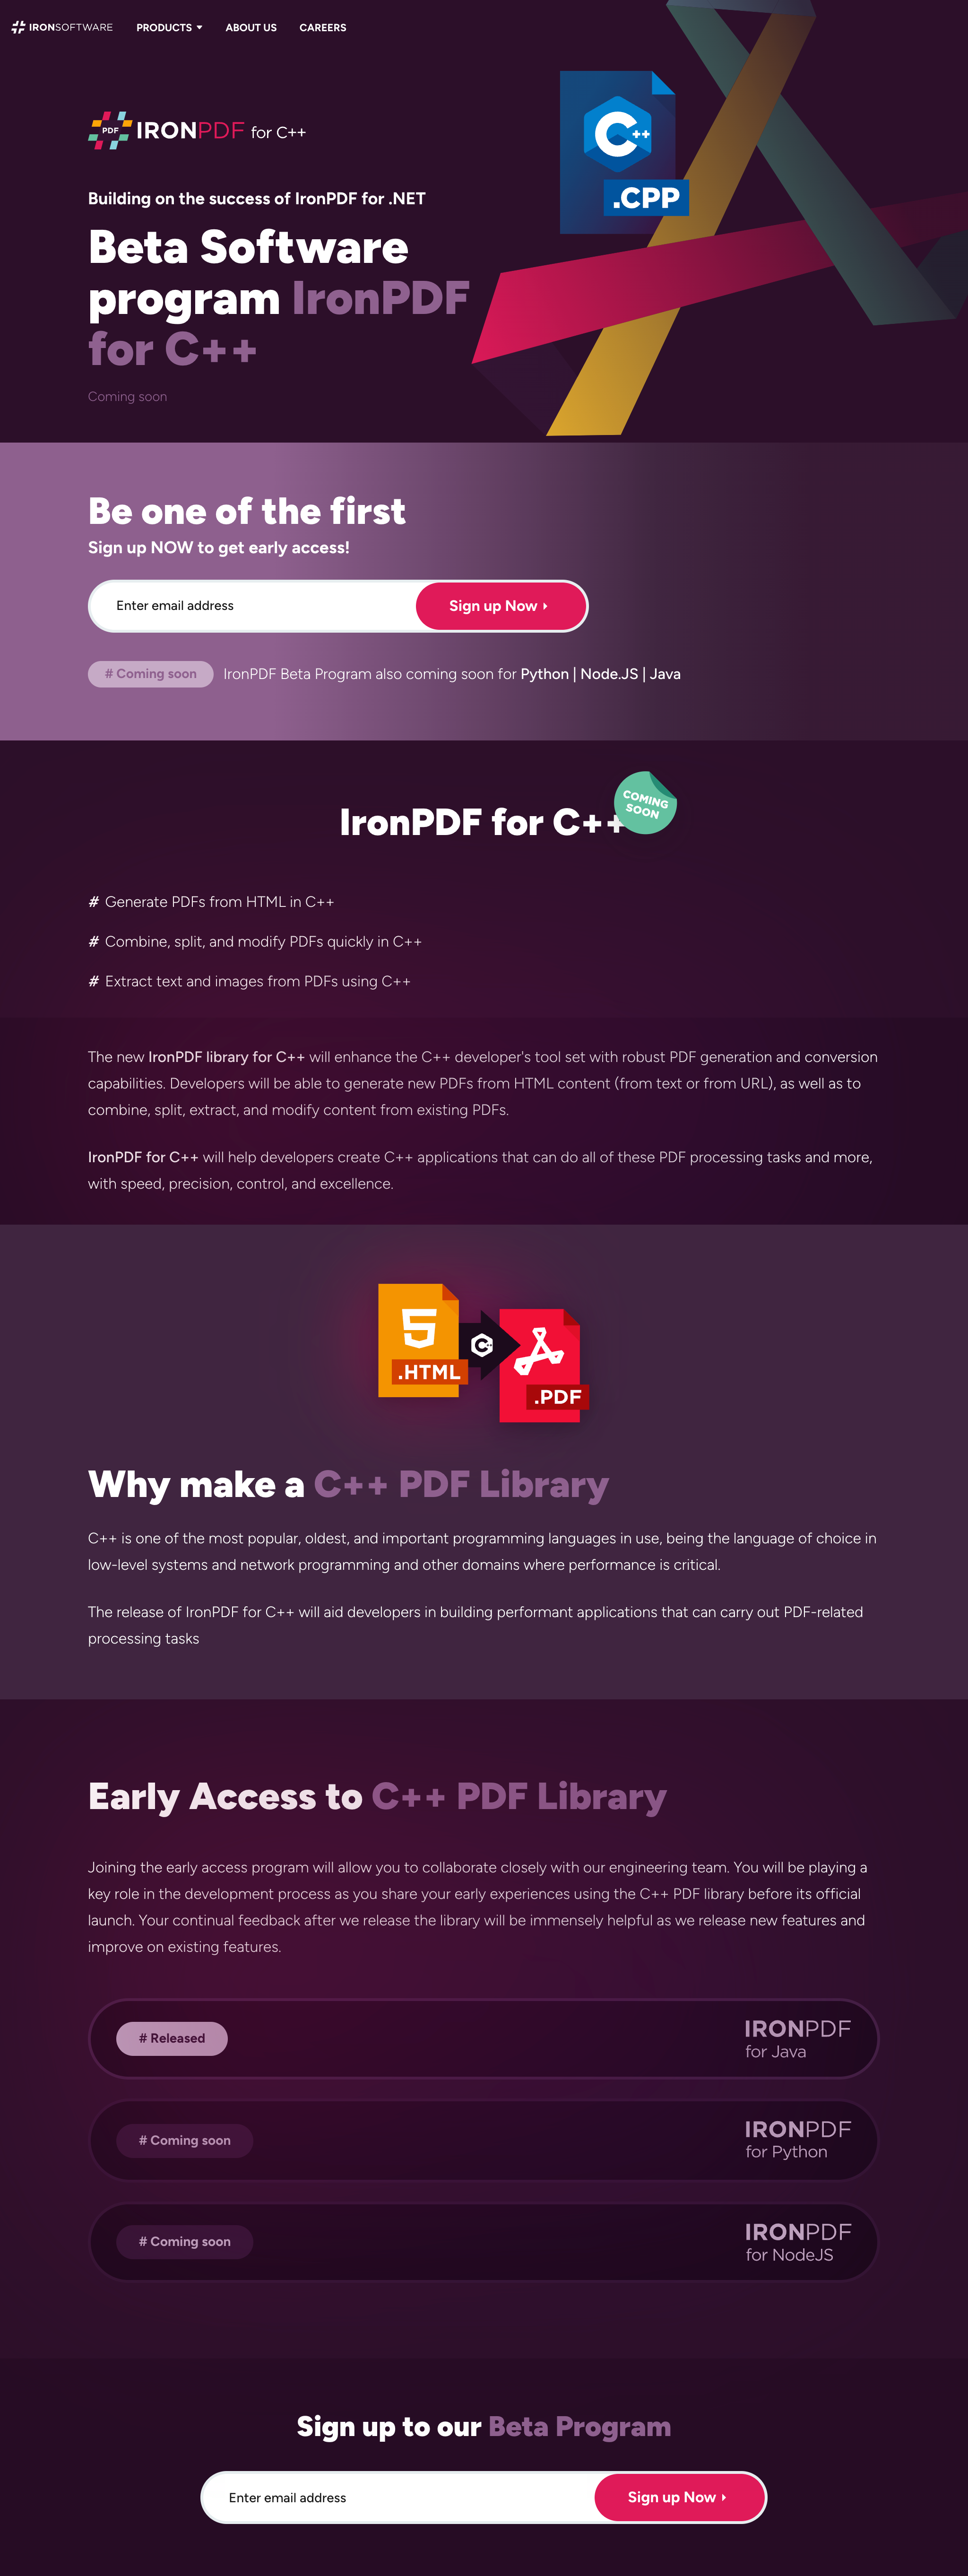 IRONSOFTWARE PRODUCTS ABOUT US CAREERS
C++
.CPP
PDF IRONPDF for C++
Building on the success of IronPDF for .NET
Beta Software
program IronPDF
for C++
Coming soon
Be one of the first
Sign up NOW to get early access!
Enter email address Sign up Now
# Coming soon IronPDF Beta Program also coming soon for Python | Node.JS | Java
IronPDF for C++
COMING
SOON
# Generate PDFs from HTML in C++
# Combine, split, and modify PDFs quickly in C++
# Extract text and images from PDFs using C++
The new IronPDF library for C++ will enhance the C++ developer's tool set with robust PDF generation and conversion
capabilities. Developers will be able to generate new PDFs from HTML content (from text or from URL), as well as to
combine, split, extract, and modify content from existing PDFs.
IronPDF for C++ will help developers create C++ applications that can do all of these PDF processing tasks and more,
with speed, precision, control, and excellence.
5
.HTML
C
.PDF
Why make a C++ PDF Library
C++ is one of the most popular, oldest, and important programming languages in use, being the language of choice in
low-level systems and network programming and other domains where performance is critical.
The release of IronPDF for C++ will aid developers in building performant applications that can carry out PDF-related
processing tasks
Early Access to C++ PDF Library
Joining the early access program will allow you to collaborate closely with our engineering team. You will be playing a
key role in the development process as you share your early experiences using the C++ PDF library before its official
launch. Your continual feedback after we release the library will be immensely helpful as we release new features and
improve on existing features.
# Released
IRONPDF
for Java
# Coming soon
IRONPDF
for Python
# Coming soon
IRONPDF
for NodeJS
Sign up to our Beta Program
Enter email address Sign up Now